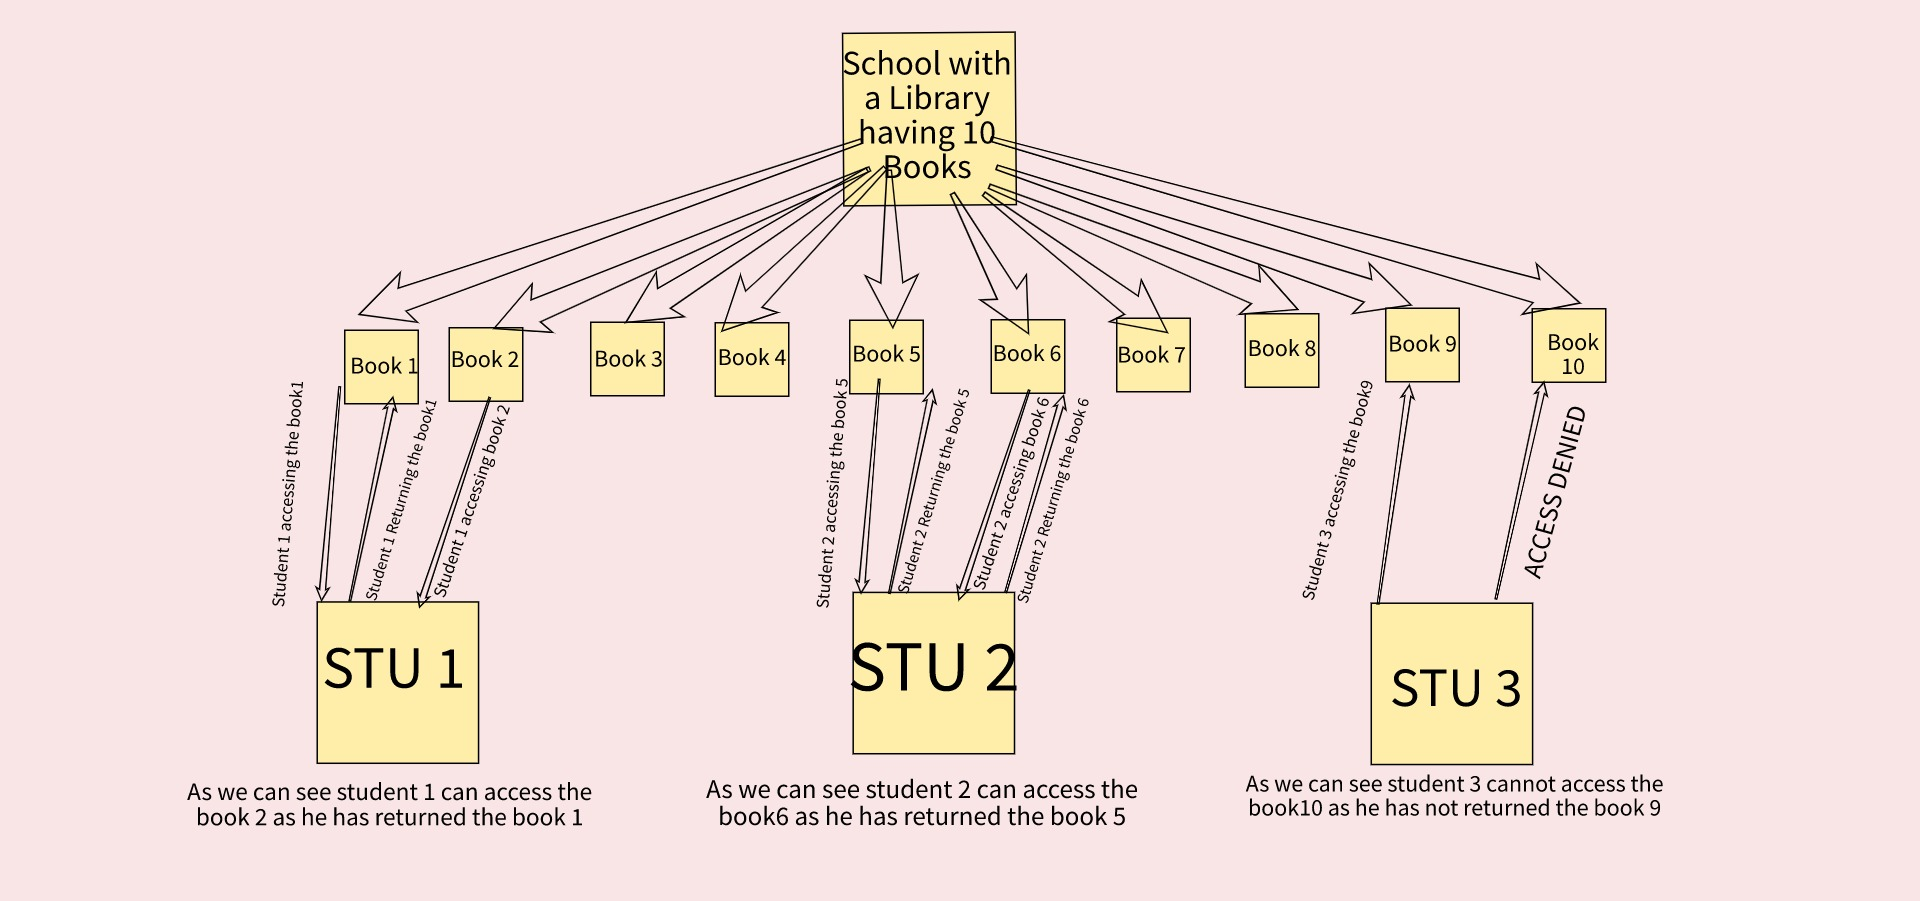 School with
a Library
having 10
Books
Book 1
Book 2
Book 3
Book 4
Book 5
Book 6
Book 7
Book 8
Book 9
Book
10
Student 1 accessing the book1
Student 1 Returning the book1
Student 1 accessing book 2
Student 2 accessing the book 5
Student 2 Returning the book 5
Student 2 accessing book 6
Student 2 Returning the book 6
Student 3 accessing the book9
ACCESS DENIED
STU 1
STU 2
STU 3
As we can see student 1 can access the
book 2 as he has returned the book 1
As we can see student 2 can access the
book6 as he has returned the book 5
As we can see student 3 cannot access the
book10 as he has not returned the book 9